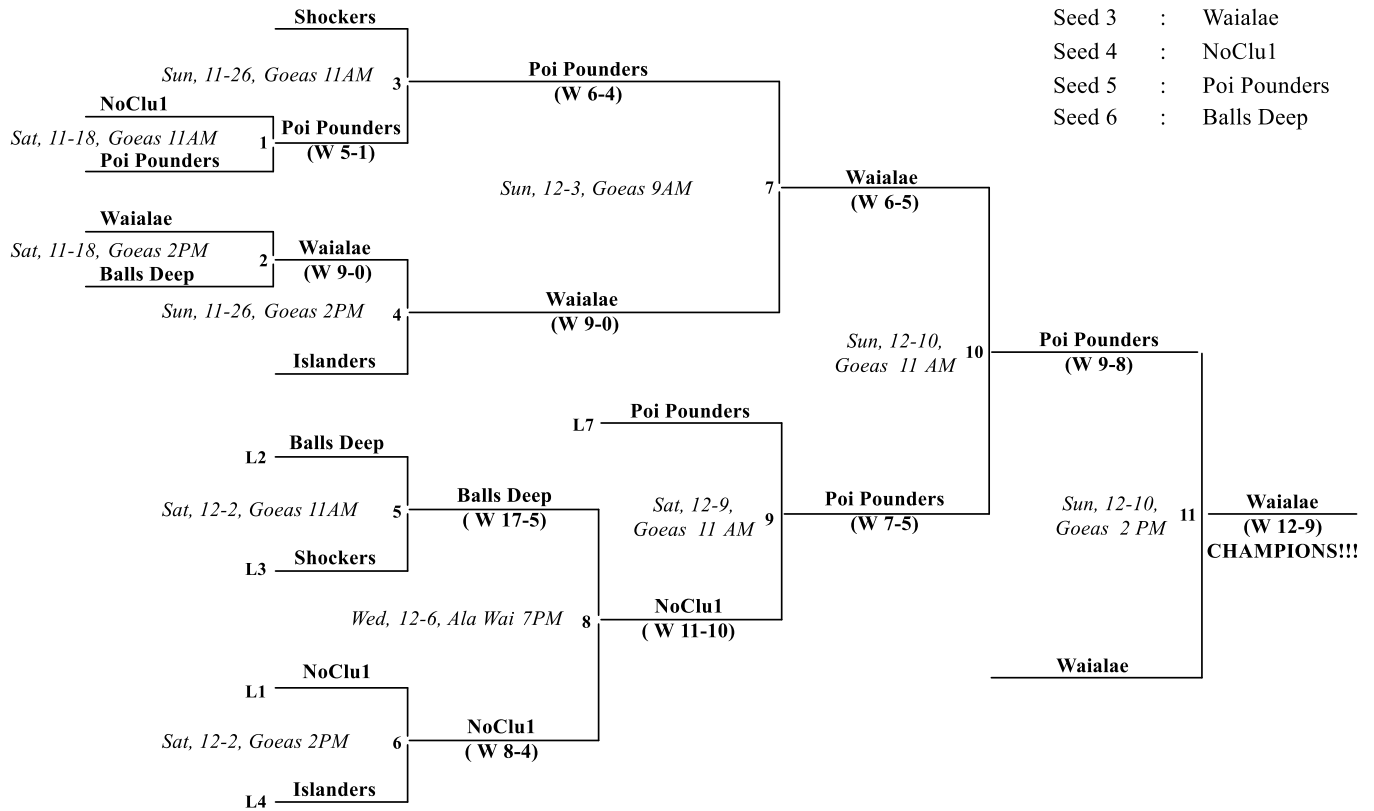 Shockers
Seed 3 : Waialae
Seed 4 : NoClu1
Seed 5 : Poi Pounders
Seed 6 : Balls Deep
Sun, 11-26, Goeas 11AM 3
Poi Pounders
(W 6-4)
NoClu1
Sat, 11-18, Goeas 11AM 1
Poi Pounders
Poi Pounders
(W 5-1)
Sun, 12-3, Goeas 9AM 7
Waialae
(W 6-5)
Waialae
Sat, 11-18, Goeas 2PM 2
Balls Deep
Waialae
(W 9-0)
Sun, 11-26, Goeas 2PM 4
Waialae
(W 9-0)
Islanders
Sun, 12-10,
Goeas 11 AM 10
Poi Pounders
(W 9-8)
L7 Poi Pounders
L2 Balls Deep
Sat, 12-2, Goeas 11AM 5
L3 Shockers
Balls Deep
( W 17-5)
Sat, 12-9,
Goeas 11 AM 9
Poi Pounders
(W 7-5)
Sun, 12-10,
Goeas 2 PM 11
Waialae
(W 12-9)
CHAMPIONS!!!
Wed, 12-6, Ala Wai 7PM 8
NoClu1
( W 11-10)
Waialae
L1 NoClu1
Sat, 12-2, Goeas 2PM 6
NoClu1
( W 8-4)
L4 Islanders